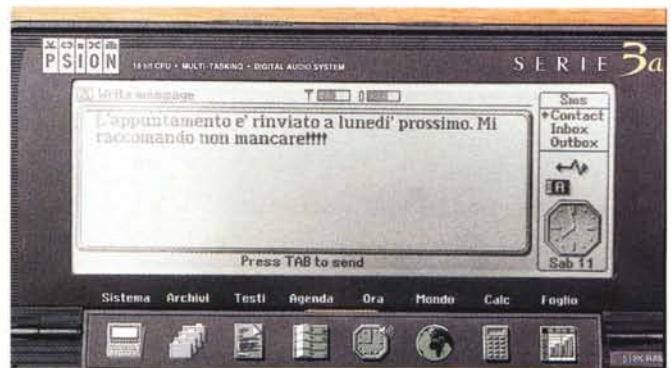 PSION
16 bit CPU • MULTI-TASKING • DIGITAL AUDIO SYSTEM
SERIE 3a
Write message
L'appuntamento e' rinviato a lunedi' prossimo. Mi
raccomando non mancare!!!!
Press TAB to send
Sms
Contact
Inbox
Outbox
A
Sab 11
Sistema Archivi Testi Agenda Ora Mondo Calc Foglio
512K RAM